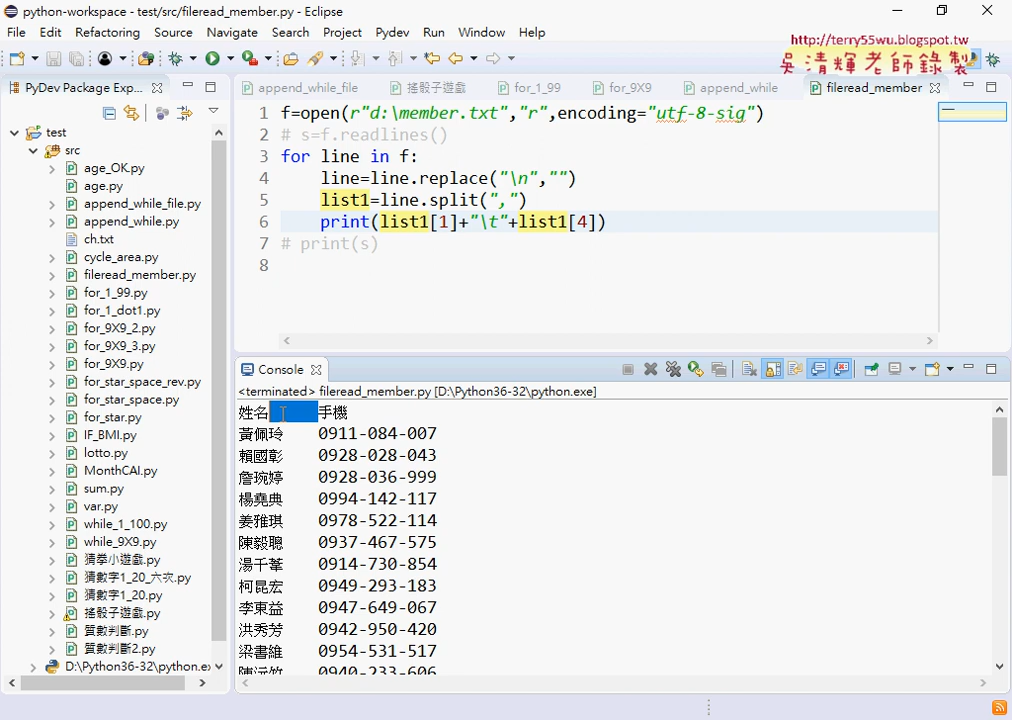 python-workspace - test/src/fileread_member.py - Eclipse
File Edit Refactoring Source Navigate Search Project Pydev Run Window Help
http://terry55wu.blogspot.tw
吳清輝老師錄製
PyDev Package Exp...
append_while_file 搖骰子遊戲 for_1_99 for_9X9 append_while fileread_member
test
src
age_OK.py
age.py
append_while_file.py
append_while.py
ch.txt
cycle_area.py
fileread_member.py
for_1_99.py
for_1_dot1.py
for_9X9_2.py
for_9X9_3.py
for_9X9.py
for_star_space_rev.py
for_star_space.py
for_star.py
IF_BMI.py
lotto.py
MonthCAI.py
sum.py
var.py
while_1_100.py
while_9X9.py
猜拳小遊戲.py
猜數字1_20_六次.py
猜數字1_20.py
搖骰子遊戲.py
質數判斷.py
質數判斷2.py
D:\Python36-32\python.e
1 f=open(r"d:\member.txt","r",encoding="utf-8-sig")
2 # s=f.readlines()
3 for line in f:
4 line=line.replace("\n","")
5 list1=line.split(",")
6 print(list1[1]+"\t"+list1[4])
7 # print(s)
8
Console
<terminated> fileread_member.py [D:\Python36-32\python.exe]
姓名 手機
黃佩玲 0911-084-007
賴國彰 0928-028-043
詹琬婷 0928-036-999
楊堯典 0994-142-117
姜雅琪 0978-522-114
陳毅聰 0937-467-575
湯千葦 0914-730-854
柯昆宏 0949-293-183
李東益 0947-649-067
洪秀芳 0942-950-420
梁書維 0954-531-517
0940-233-606